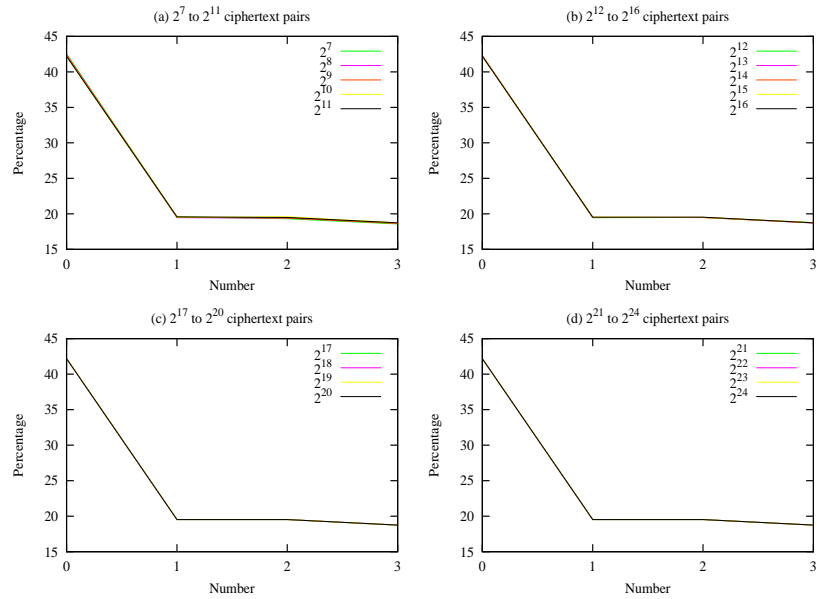 (a) 2^7 to 2^11 ciphertext pairs
45
40
35
30
25
20
15
0 1 2 3
Percentage
Number
2^7
2^8
2^9
2^10
2^11
(b) 2^12 to 2^16 ciphertext pairs
45
40
35
30
25
20
15
0 1 2 3
Percentage
Number
2^12
2^13
2^14
2^15
2^16
(c) 2^17 to 2^20 ciphertext pairs
45
40
35
30
25
20
15
0 1 2 3
Percentage
Number
2^17
2^18
2^19
2^20
(d) 2^21 to 2^24 ciphertext pairs
45
40
35
30
25
20
15
0 1 2 3
Percentage
Number
2^21
2^22
2^23
2^24